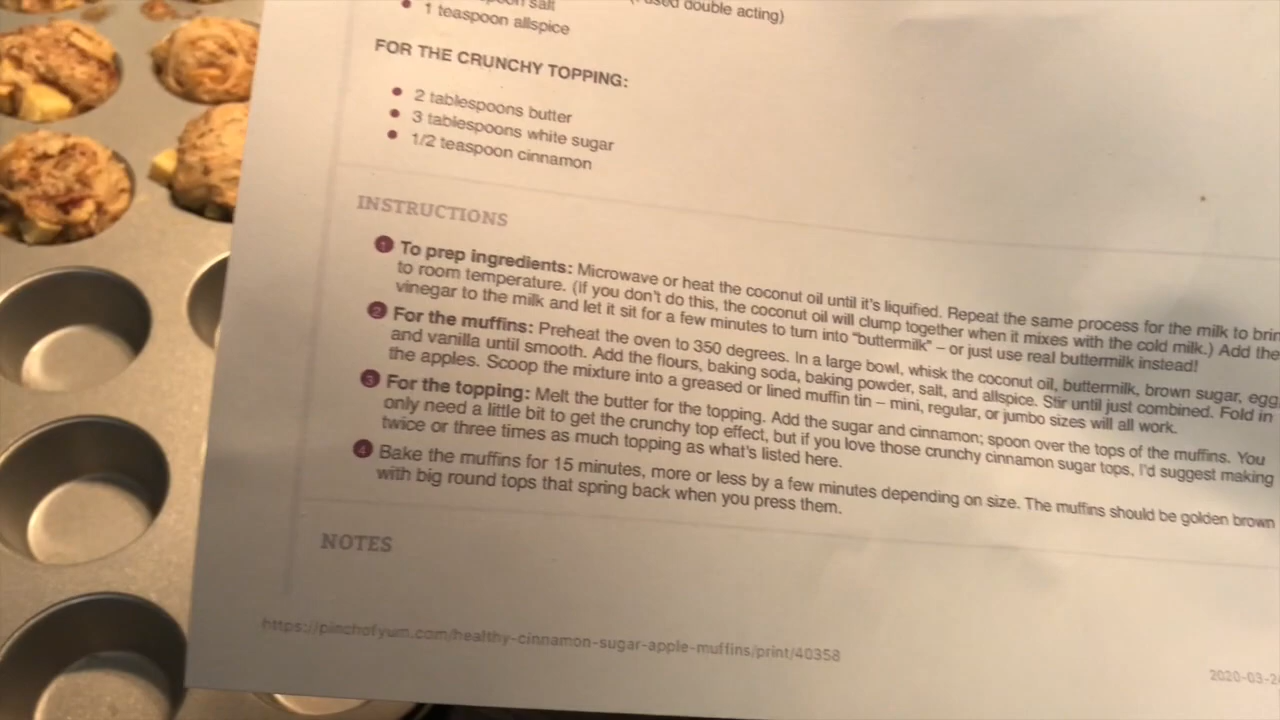 salt
used double acting)
1 teaspoon allspice
FOR THE CRUNCHY TOPPING:
2 tablespoons butter
3 tablespoons white sugar
1/2 teaspoon cinnamon
INSTRUCTIONS
1 To prep ingredients: Microwave or heat the coconut oil until it's liquified. Repeat the same process for the milk to brin
to room temperature. (If you don't do this, the coconut oil will clump together when it mixes with the cold milk.) Add the
vinegar to the milk and let it sit for a few minutes to turn into "buttermilk" – or just use real buttermilk instead!
2 For the muffins: Preheat the oven to 350 degrees. In a large bowl, whisk the coconut oil, buttermilk, brown sugar, egg,
and vanilla until smooth. Add the flours, baking soda, baking powder, salt, and allspice. Stir until just combined. Fold in
the apples. Scoop the mixture into a greased or lined muffin tin – mini, regular, or jumbo sizes will all work.
3 For the topping: Melt the butter for the topping. Add the sugar and cinnamon; spoon over the tops of the muffins. You
only need a little bit to get the crunchy top effect, but if you love those crunchy cinnamon sugar tops, I'd suggest making
twice or three times as much topping as what's listed here.
4 Bake the muffins for 15 minutes, more or less by a few minutes depending on size. The muffins should be golden brown
with big round tops that spring back when you press them.
NOTES
https://pinchofyum.com/healthy-cinnamon-sugar-apple-muffins/print/40358
2020-03-2